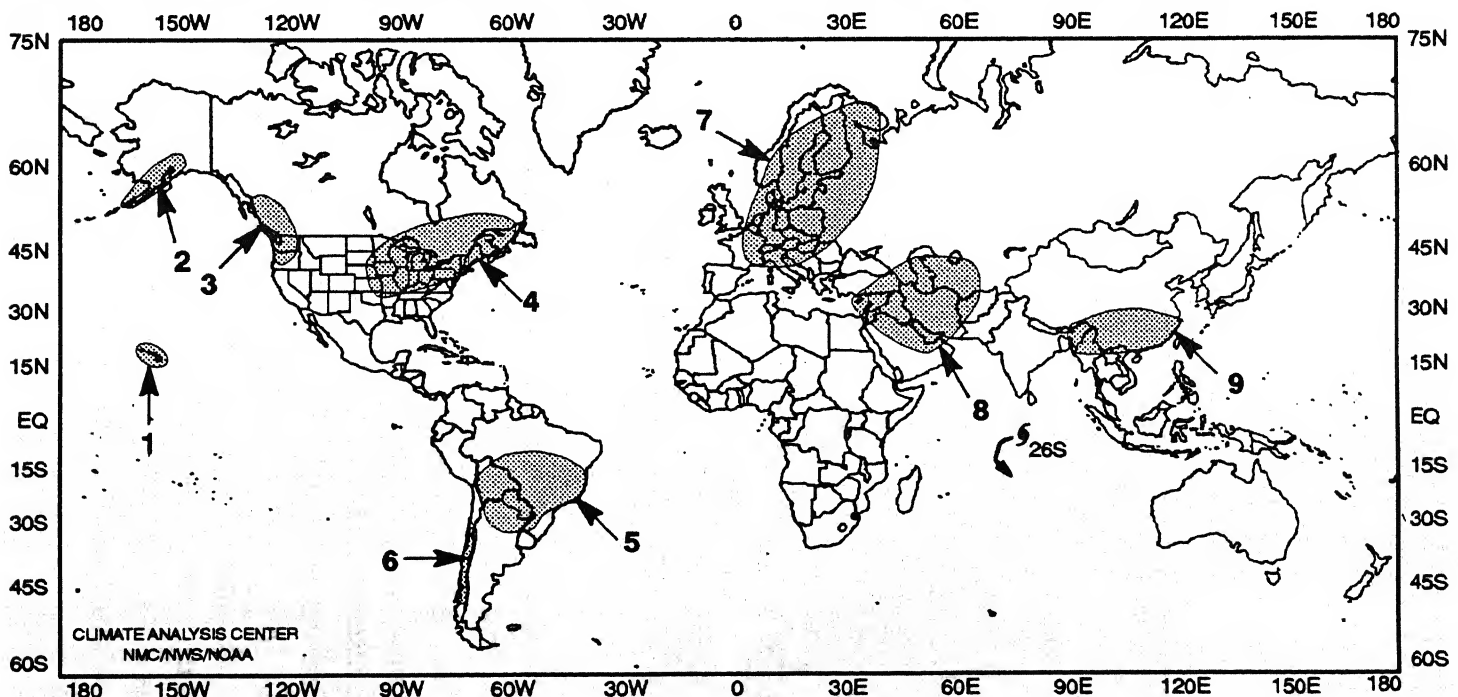 180 150W 120W 90W 60W 30W 0 30E 60E 90E 120E 150E 180
75N 75N
7
60N 60N
2
3
45N 45N
4
30N 30N
9
15N 15N
8
1
EQ EQ
26S
15S 15S
5
30S 30S
6
45S 45S
CLIMATE ANALYSIS CENTER
NMC/NWS/NOAA
60S 60S
180 150W 120W 90W 60W 30W 0 30E 60E 90E 120E 150E 180